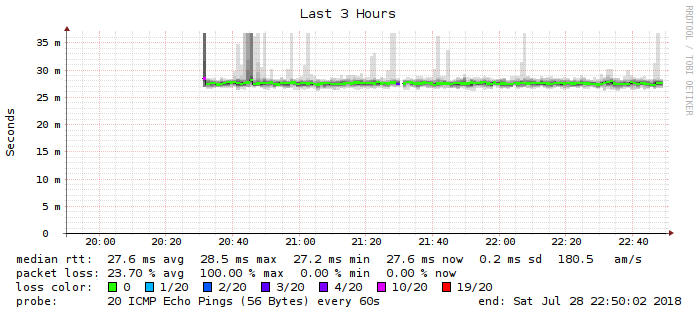 Last 3 Hours
RRDTOOL / TOBI OETIKER
Seconds
35 m
30 m
25 m
20 m
15 m
10 m
5 m
0
20:00 20:20 20:40 21:00 21:20 21:40 22:00 22:20 22:40
median rtt: 27.6 ms avg 28.5 ms max 27.2 ms min 27.6 ms now 0.2 ms sd 180.5 am/s
packet loss: 23.70 % avg 100.00 % max 0.00 % min 0.00 % now
loss color: 0 1/20 2/20 3/20 4/20 10/20 19/20
probe: 20 ICMP Echo Pings (56 Bytes) every 60s end: Sat Jul 28 22:50:02 2018